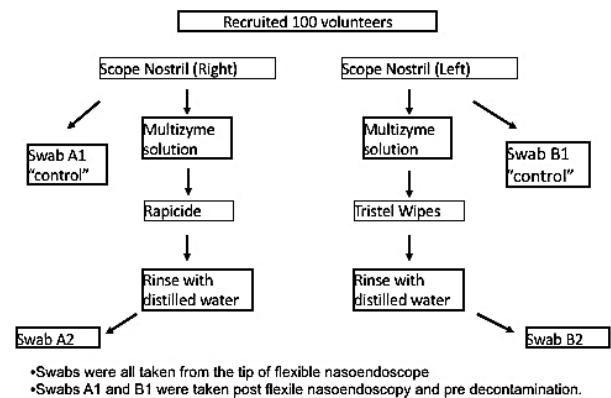 Recruited 100 volunteers
Scope Nostril (Right)
Scope Nostril (Left)
Swab A1
"control"
Multizyme
solution
Multizyme
solution
Swab B1
"control"
Rapicide
Tristel Wipes
Rinse with
distilled water
Rinse with
distilled water
Swab A2
Swab B2
•Swabs were all taken from the tip of flexible nasoendoscope
•Swabs A1 and B1 were taken post flexile nasoendoscopy and pre decontamination.